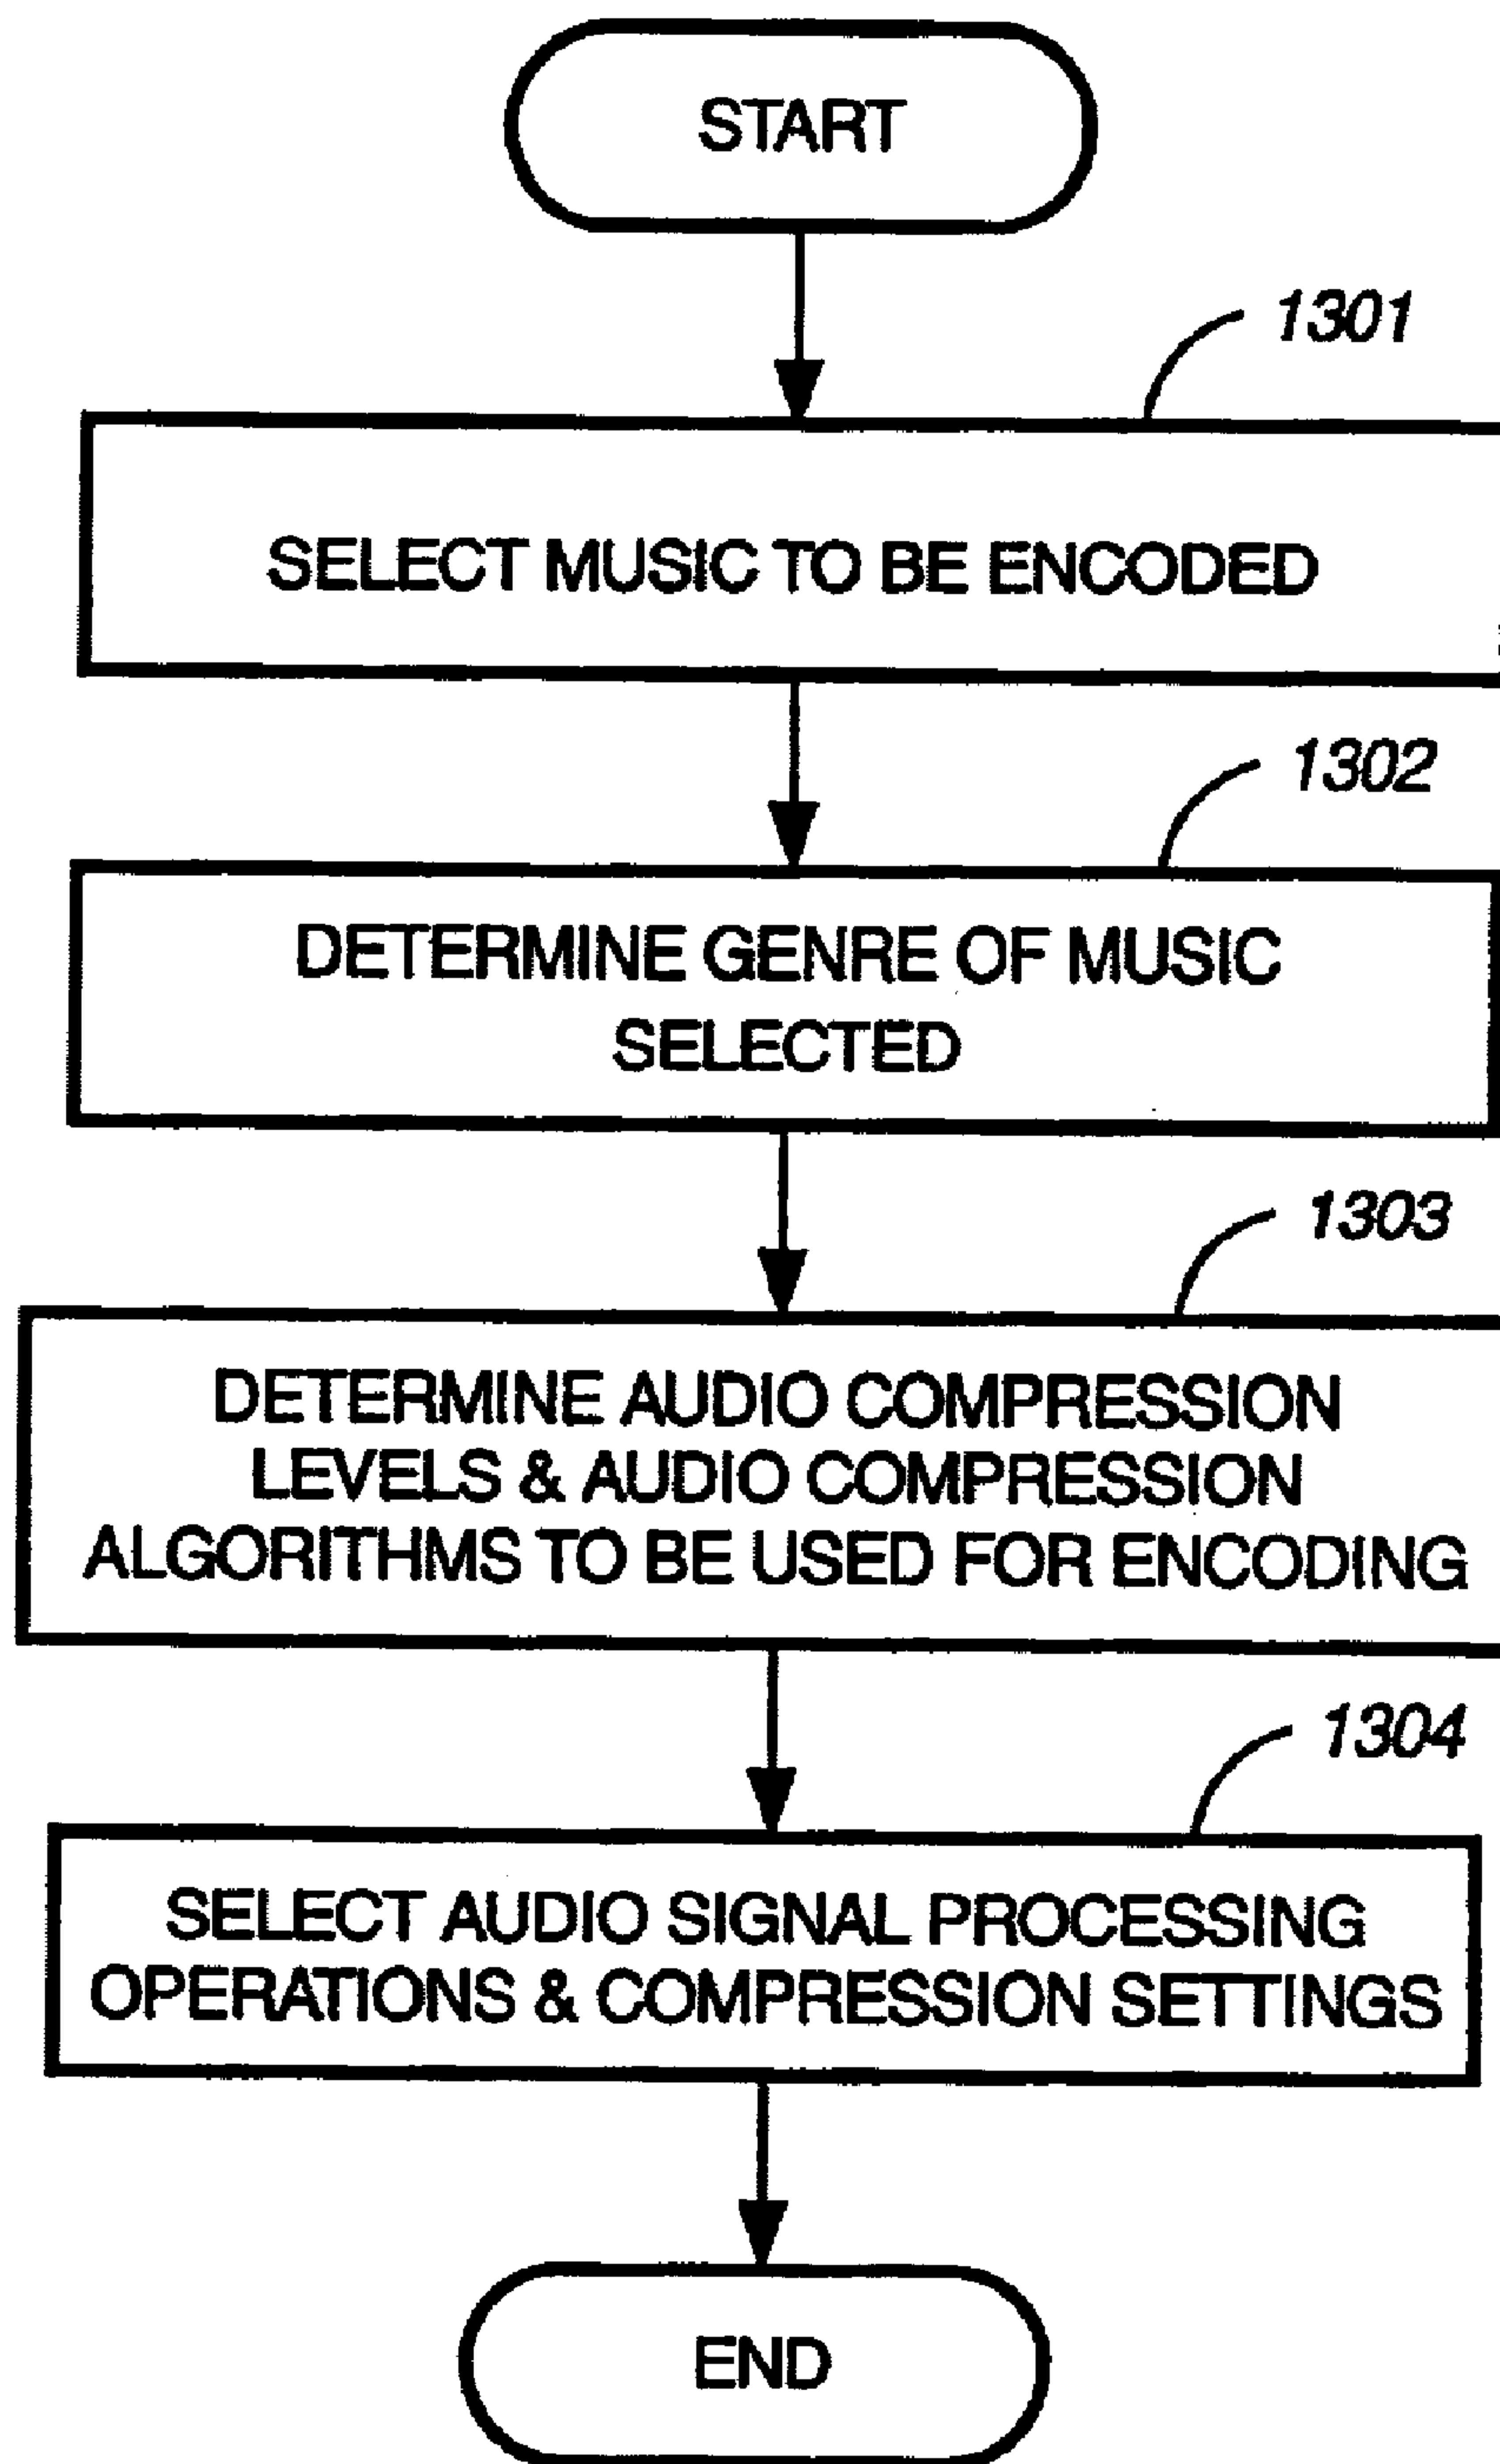 START
1301
SELECT MUSIC TO BE ENCODED
1302
DETERMINE GENRE OF MUSIC
SELECTED
1303
DETERMINE AUDIO COMPRESSION
LEVELS & AUDIO COMPRESSION
ALGORITHMS TO BE USED FOR ENCODING
1304
SELECT AUDIO SIGNAL PROCESSING
OPERATIONS & COMPRESSION SETTINGS
END